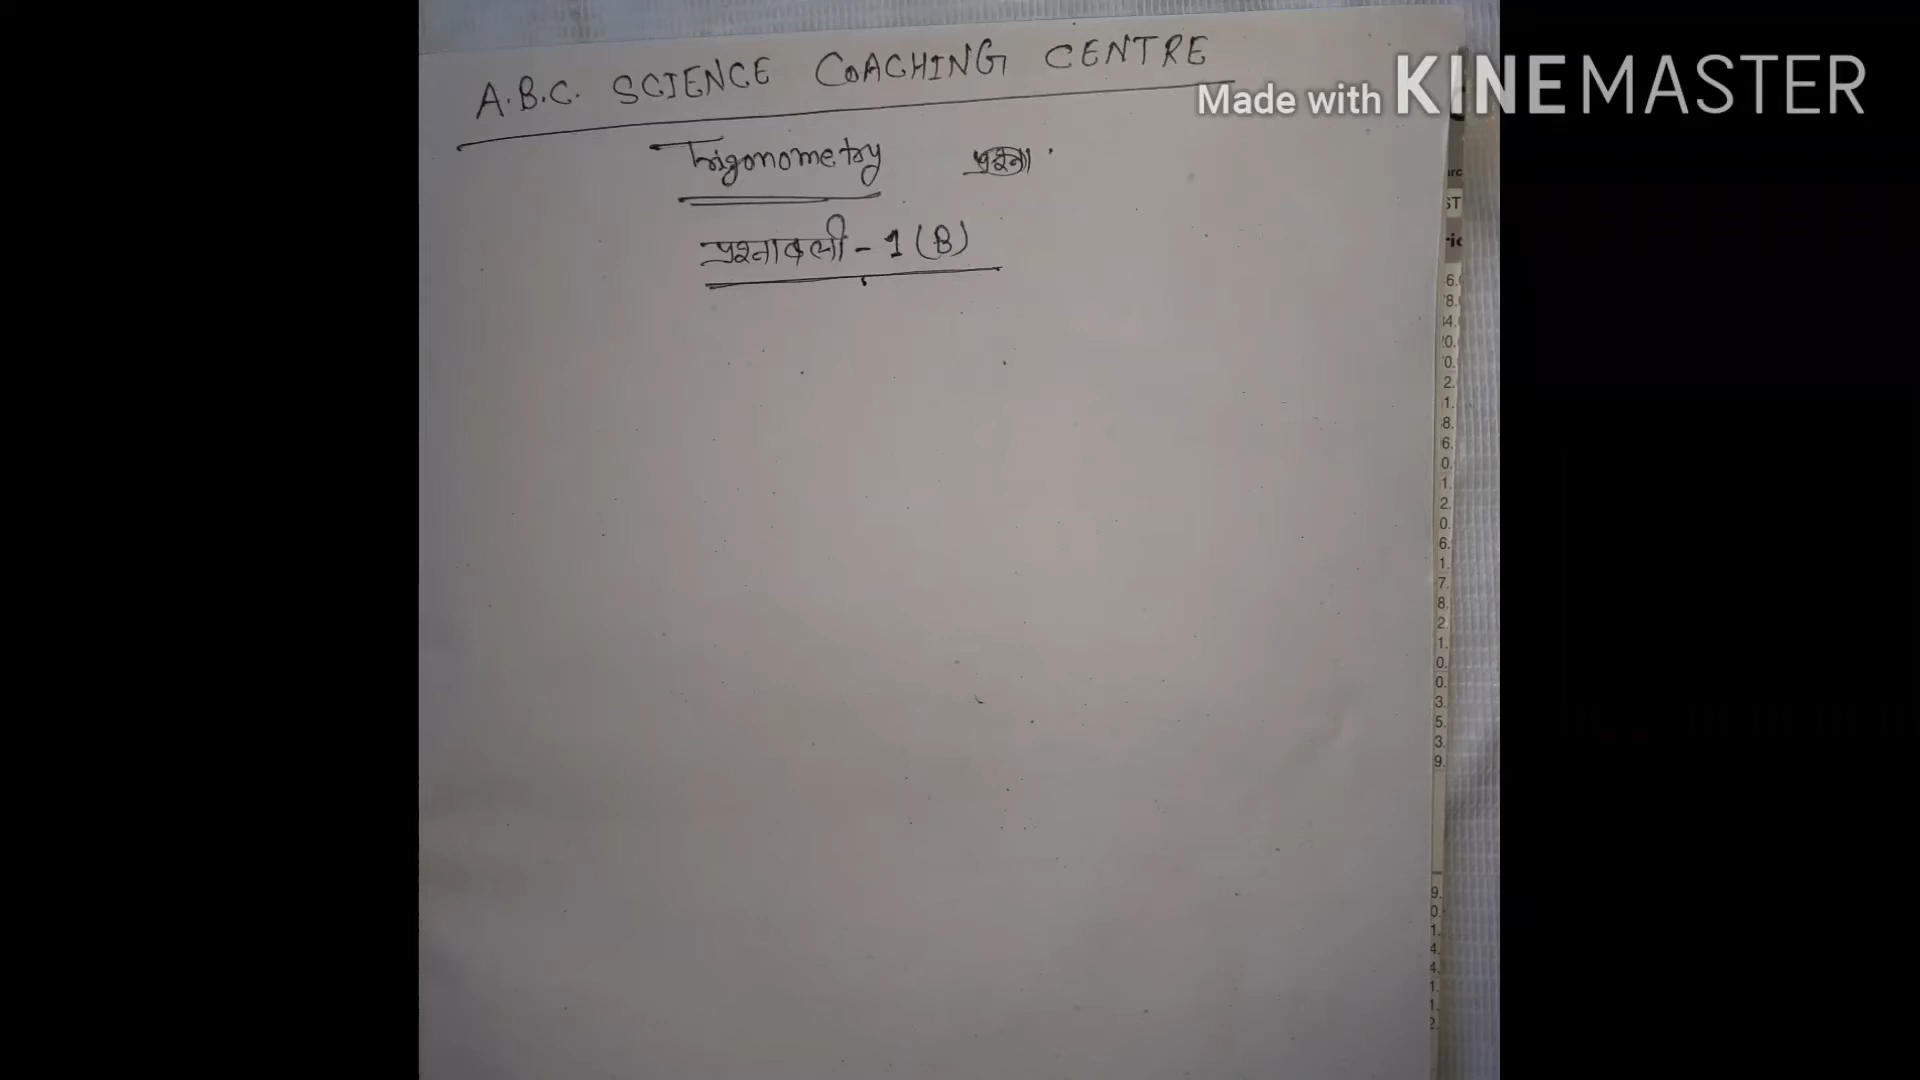 A.B.C. SCIENCE COACHING CENTRE
Made with KINEMASTER
Trigonometry
प्रश्नावली - 1 (B)